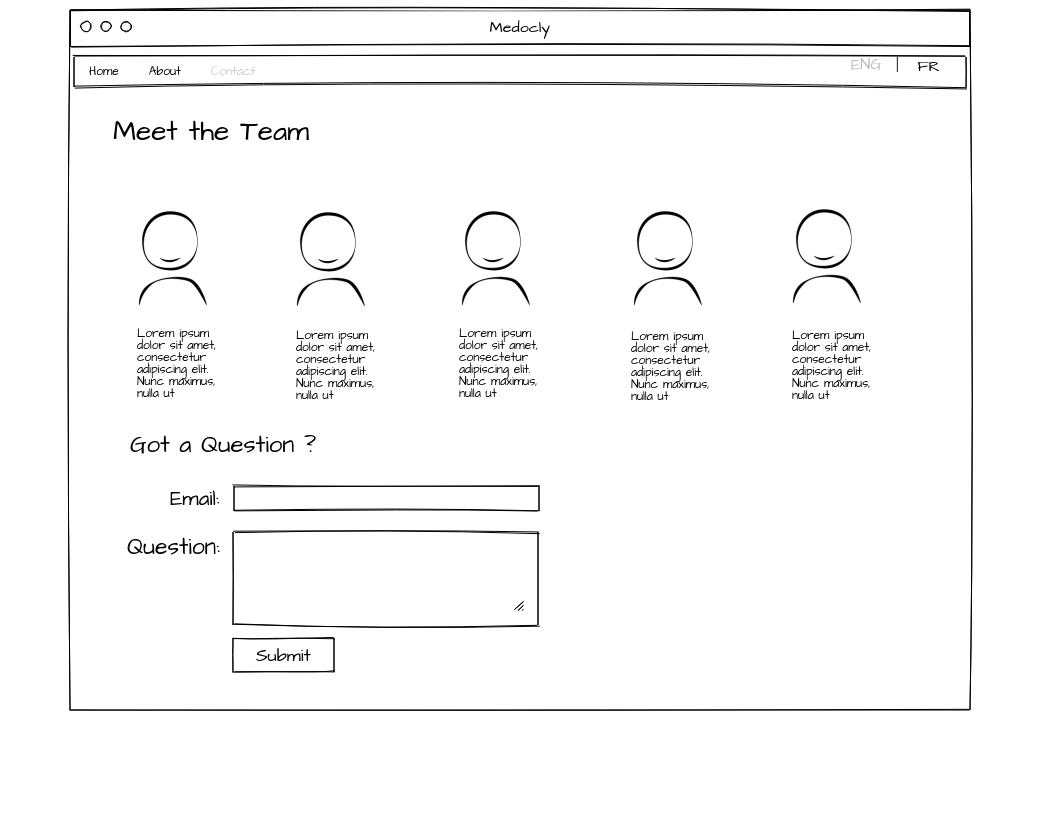 Medocly
Home About Contact ENG | FR
Meet the Team
Lorem ipsum
dolor sit amet,
consectetur
adipiscing elit.
Nunc maximus,
nulla ut
Lorem ipsum
dolor sit amet,
consectetur
adipiscing elit.
Nunc maximus,
nulla ut
Lorem ipsum
dolor sit amet,
consectetur
adipiscing elit.
Nunc maximus,
nulla ut
Lorem ipsum
dolor sit amet,
consectetur
adipiscing elit.
Nunc maximus,
nulla ut
Lorem ipsum
dolor sit amet,
consectetur
adipiscing elit.
Nunc maximus,
nulla ut
Got a Question ?
Email:
Question:
Submit